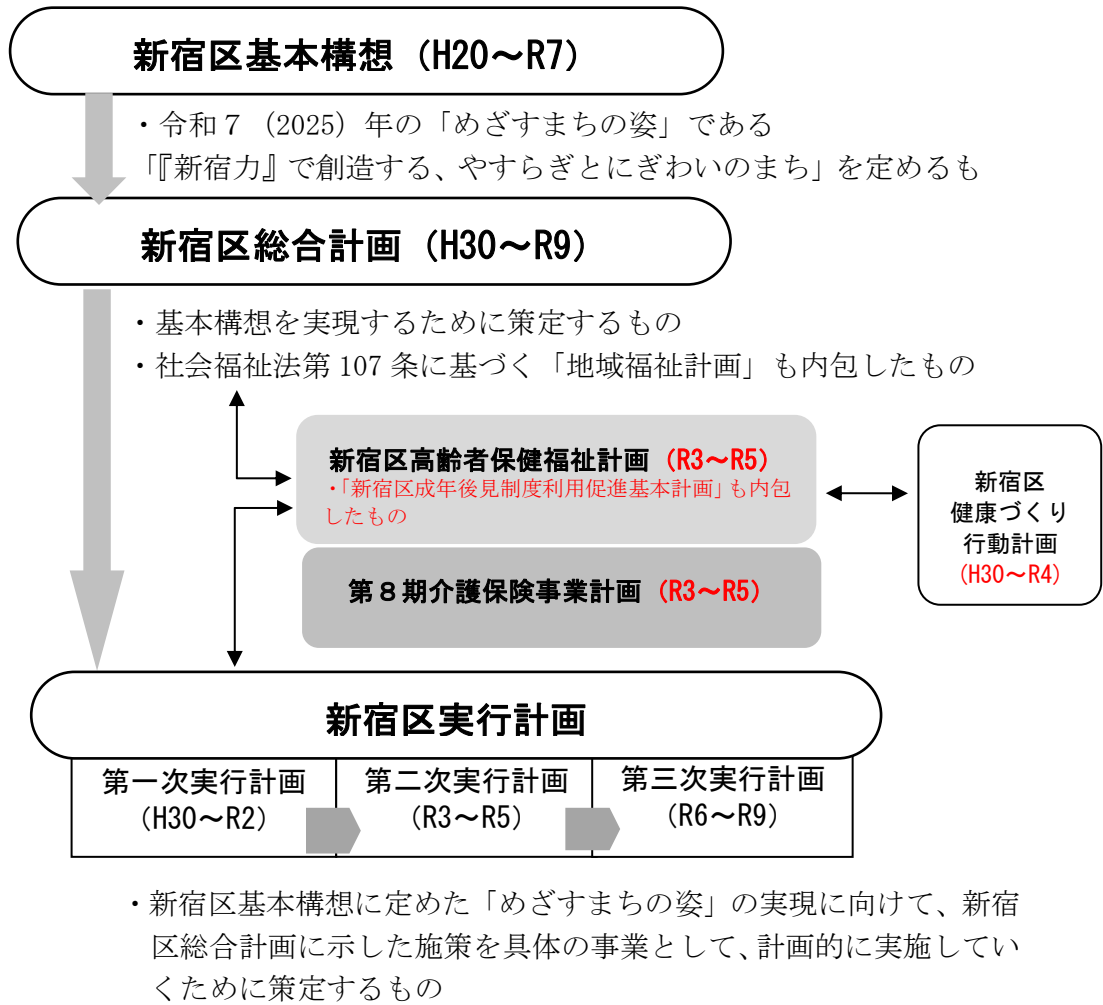 新宿区基本構想（H20～R7）
・令和７（2025）年の「めざすまちの姿」である
「『新宿力』で創造する、やすらぎとにぎわいのまち」を定めるも
新宿区総合計画（H30～R9）
・基本構想を実現するために策定するもの
・社会福祉法第 107 条に基づく「地域福祉計画」も内包したもの
新宿区高齢者保健福祉計画（R3～R5）
・「新宿区成年後見制度利用促進基本計画」も内包
したもの
第８期介護保険事業計画（R3～R5）
新宿区
健康づくり
行動計画
（H30～R4）
新宿区実行計画
第一次実行計画
（H30～R2）
第二次実行計画
（R3～R5）
第三次実行計画
（R6～R9）
・新宿区基本構想に定めた「めざすまちの姿」の実現に向けて、新宿
区総合計画に示した施策を具体の事業として、計画的に実施してい
くために策定するもの